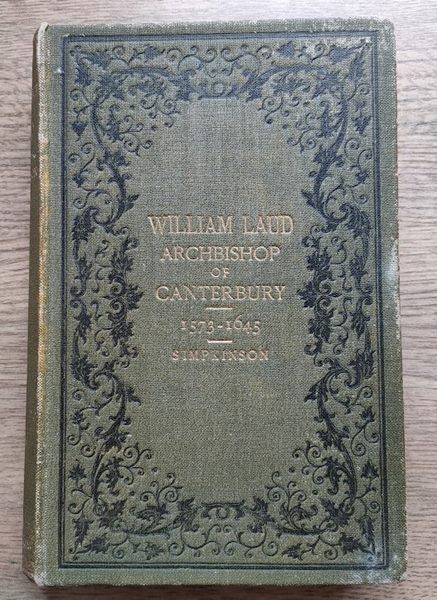 WILLIAM LAUD
ARCHBISHOP
OF
CANTERBURY
1573-1645
SIMPKINSON